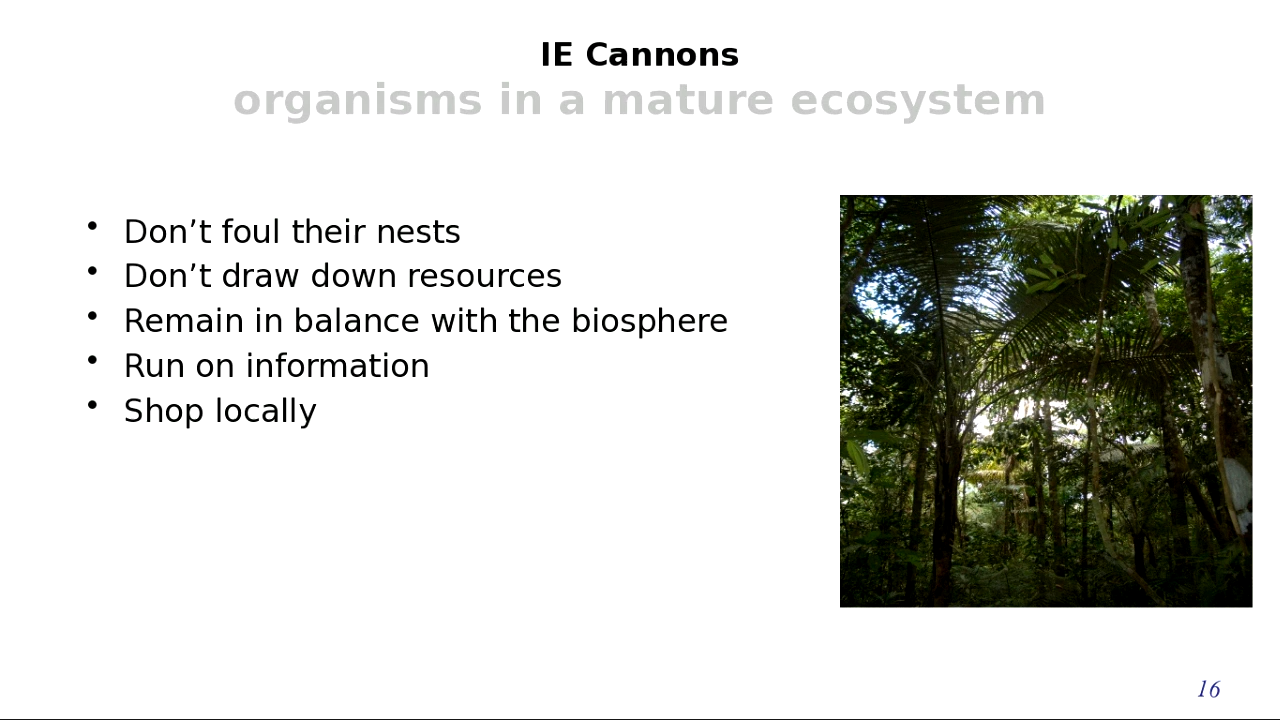 IE Cannons
organisms in a mature ecosystem
• Don’t foul their nests
• Don’t draw down resources
• Remain in balance with the biosphere
• Run on information
• Shop locally
16